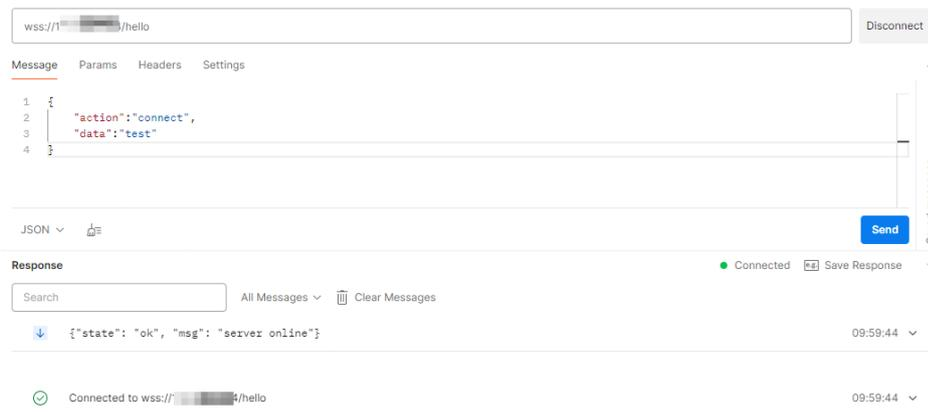 wss://1 /hello
Disconnect
Message Params Headers Settings
1 {
2 "action":"connect",
3 "data":"test"
4 }
JSON
Send
Response
Connected
Save Response
Search
All Messages
Clear Messages
{"state": "ok", "msg": "server online"}
09:59:44
Connected to wss:// 4/hello
09:59:44